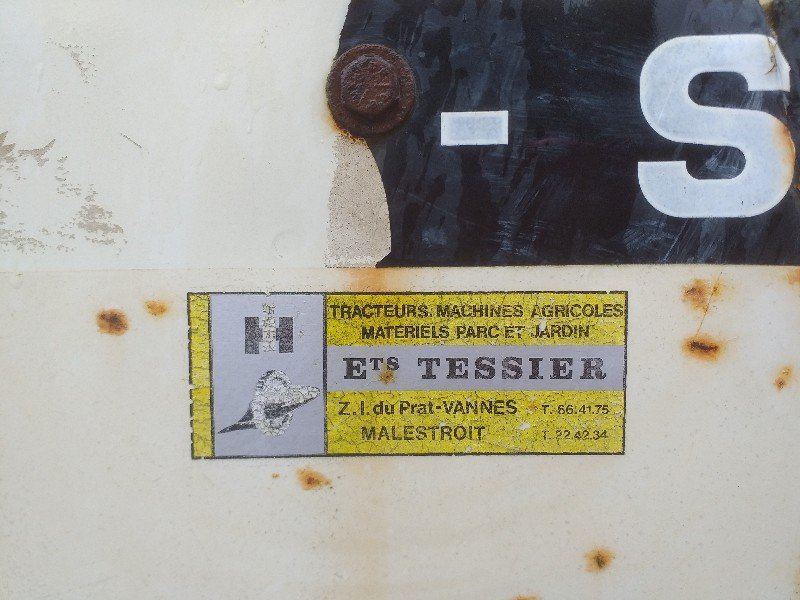 - S
TRACTEURS. MACHINES AGRICOLES
MATERIELS PARC ET JARDIN
ETS TESSIER
Z.I. du Prat-VANNES T. 66.41.75
MALESTROIT T. 22.42.34